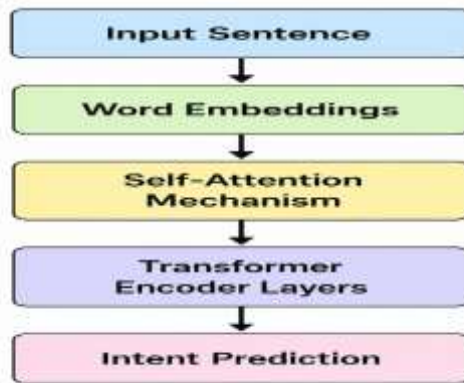 Input Sentence
Word Embeddings
Self-Attention
Mechanism
Transformer
Encoder Layers
Intent Prediction